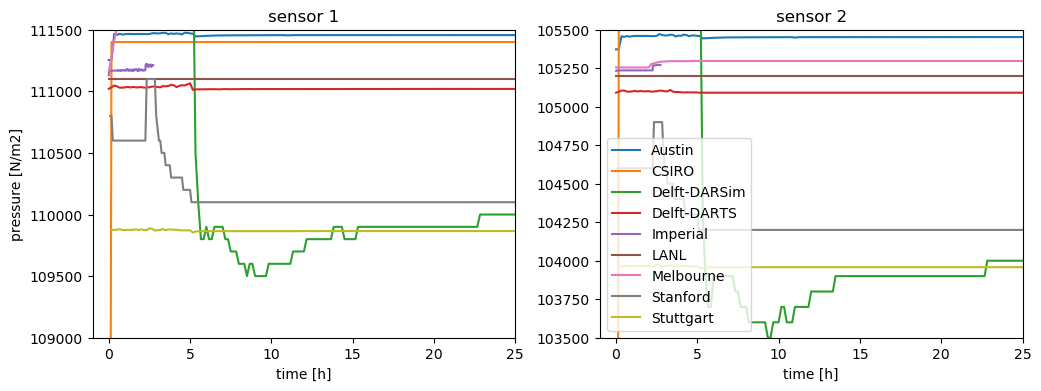 sensor 1
pressure [N/m2]
111500
111000
110500
110000
109500
109000
0
5
10
15
20
25
time [h]
sensor 2
105500
105250
105000
104750
104500
104250
104000
103750
103500
Austin
CSIRO
Delft-DARSim
Delft-DARTS
Imperial
LANL
Melbourne
Stanford
Stuttgart
0
5
10
15
20
25
time [h]